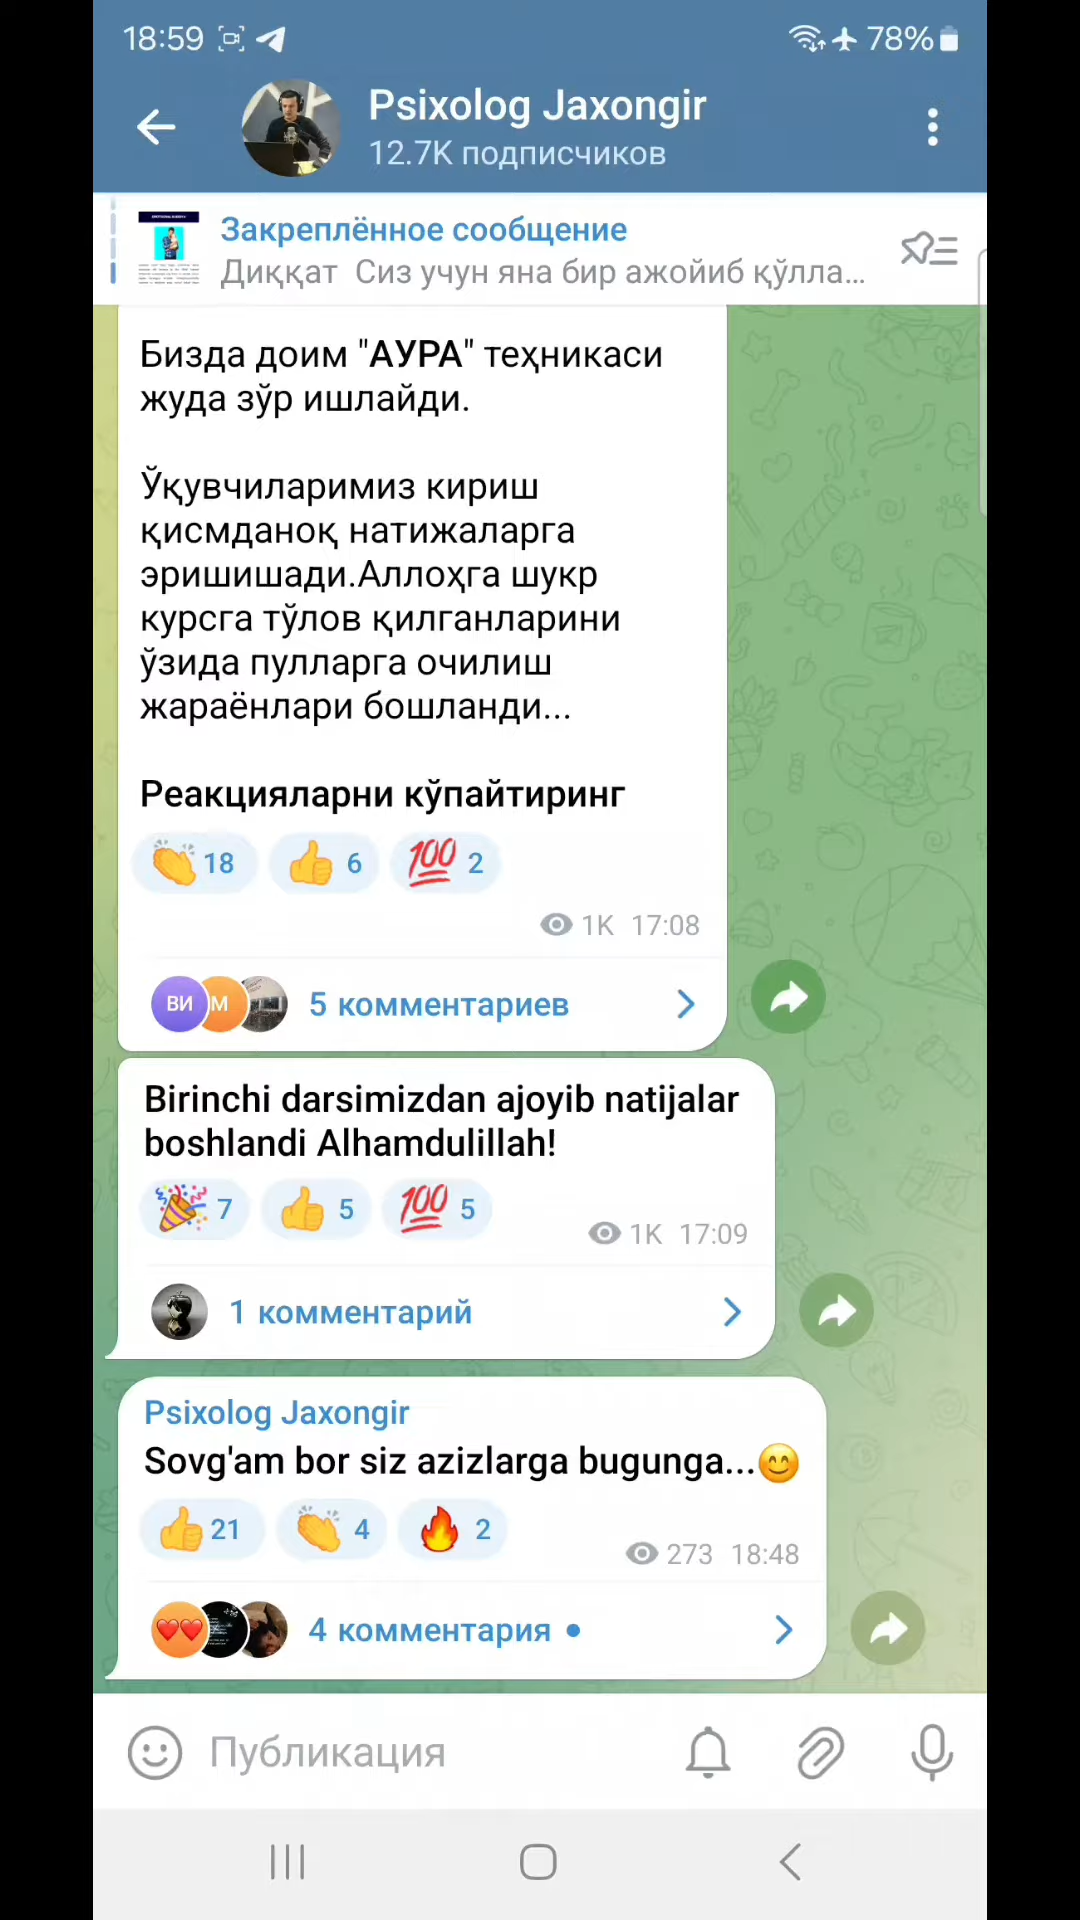 18:59
78%
Psixolog Jaxongir
12.7K подписчиков
Закреплённое сообщение
Диққат Сиз учун яна бир ажойиб қўлла...
Бизда доим "АУРА" теҳникаси
жуда зўр ишлайди.
Ўқувчиларимиз кириш
қисмданоқ натижаларга
эришишади.Аллоҳга шукр
курсга тўлов қилганларини
ўзида пулларга очилиш
жараёнлари бошланди...
Реакцияларни кўпайтиринг
18 6 2
1K 17:08
ВИ М 5 комментариев
Birinchi darsimizdan ajoyib natijalar
boshlandi Alhamdulillah!
7 5 5
1K 17:09
1 комментарий
Psixolog Jaxongir
Sovg'am bor siz azizlarga bugunga...😊
21 4 2
273 18:48
4 комментария
Публикация